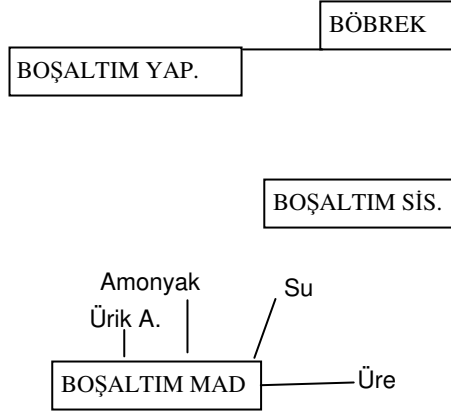 BÖBREK
BOŞALTIM YAP.
BOŞALTIM SİS.
Amonyak
Su
Ürik A.
BOŞALTIM MAD
Üre